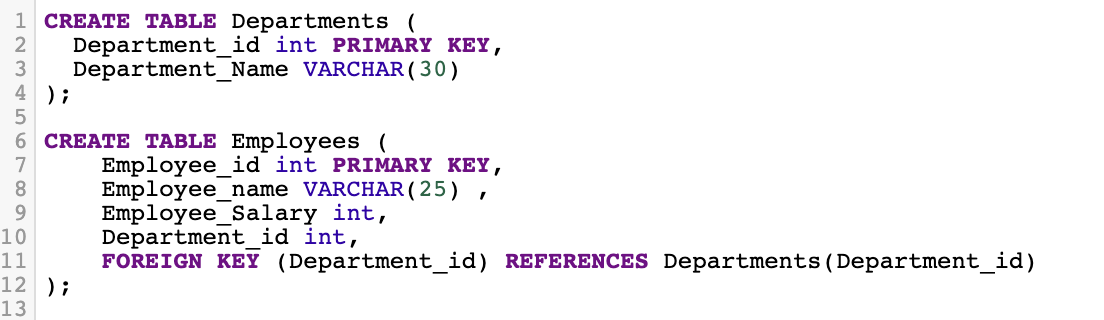 1 CREATE TABLE Departments (
2   Department_id int PRIMARY KEY,
3   Department_Name VARCHAR(30)
4 );
5
6 CREATE TABLE Employees (
7     Employee_id int PRIMARY KEY,
8     Employee_name VARCHAR(25) ,
9     Employee_Salary int,
10     Department_id int,
11     FOREIGN KEY (Department_id) REFERENCES Departments(Department_id)
12 );
13